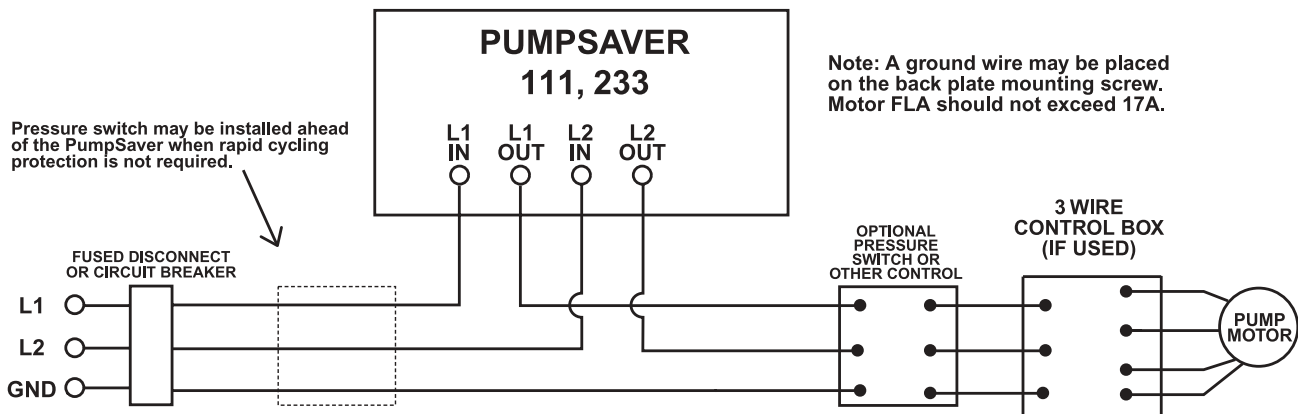 PUMPSAVER
111, 233
L1
IN
L1
OUT
L2
IN
L2
OUT
Note: A ground wire may be placed
on the back plate mounting screw.
Motor FLA should not exceed 17A.
Pressure switch may be installed ahead
of the PumpSaver when rapid cycling
protection is not required.
FUSED DISCONNECT
OR CIRCUIT BREAKER
L1
L2
GND
OPTIONAL
PRESSURE
SWITCH OR
OTHER CONTROL
3 WIRE
CONTROL BOX
(IF USED)
PUMP
MOTOR